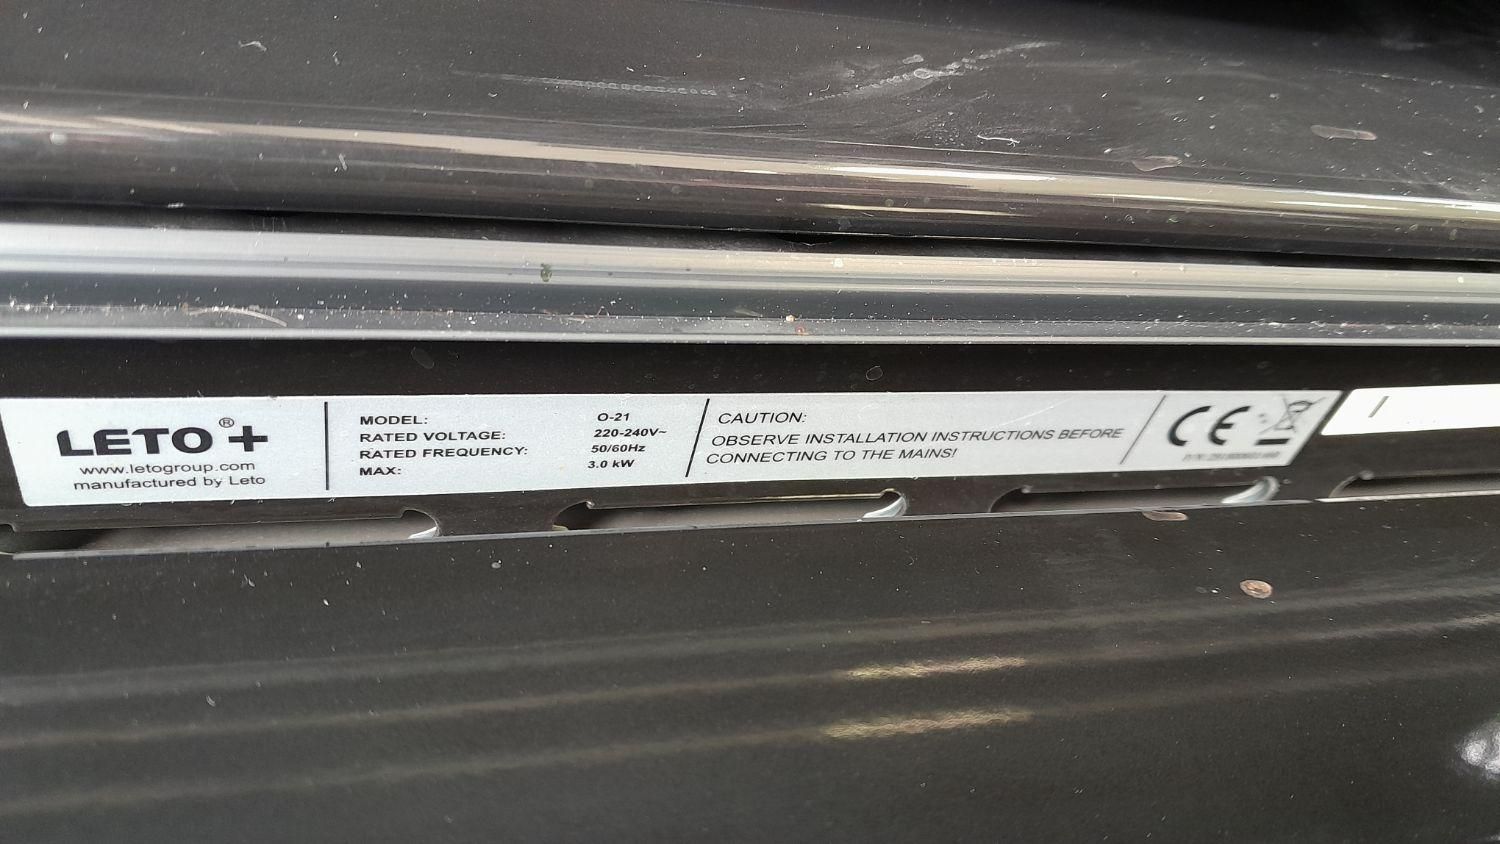 LETO®+
www.letogroup.com
manufactured by Leto
MODEL: O-21
RATED VOLTAGE: 220-240V~
RATED FREQUENCY: 50/60Hz
MAX: 3.0 kW
CAUTION:
OBSERVE INSTALLATION INSTRUCTIONS BEFORE
CONNECTING TO THE MAINS!
CE